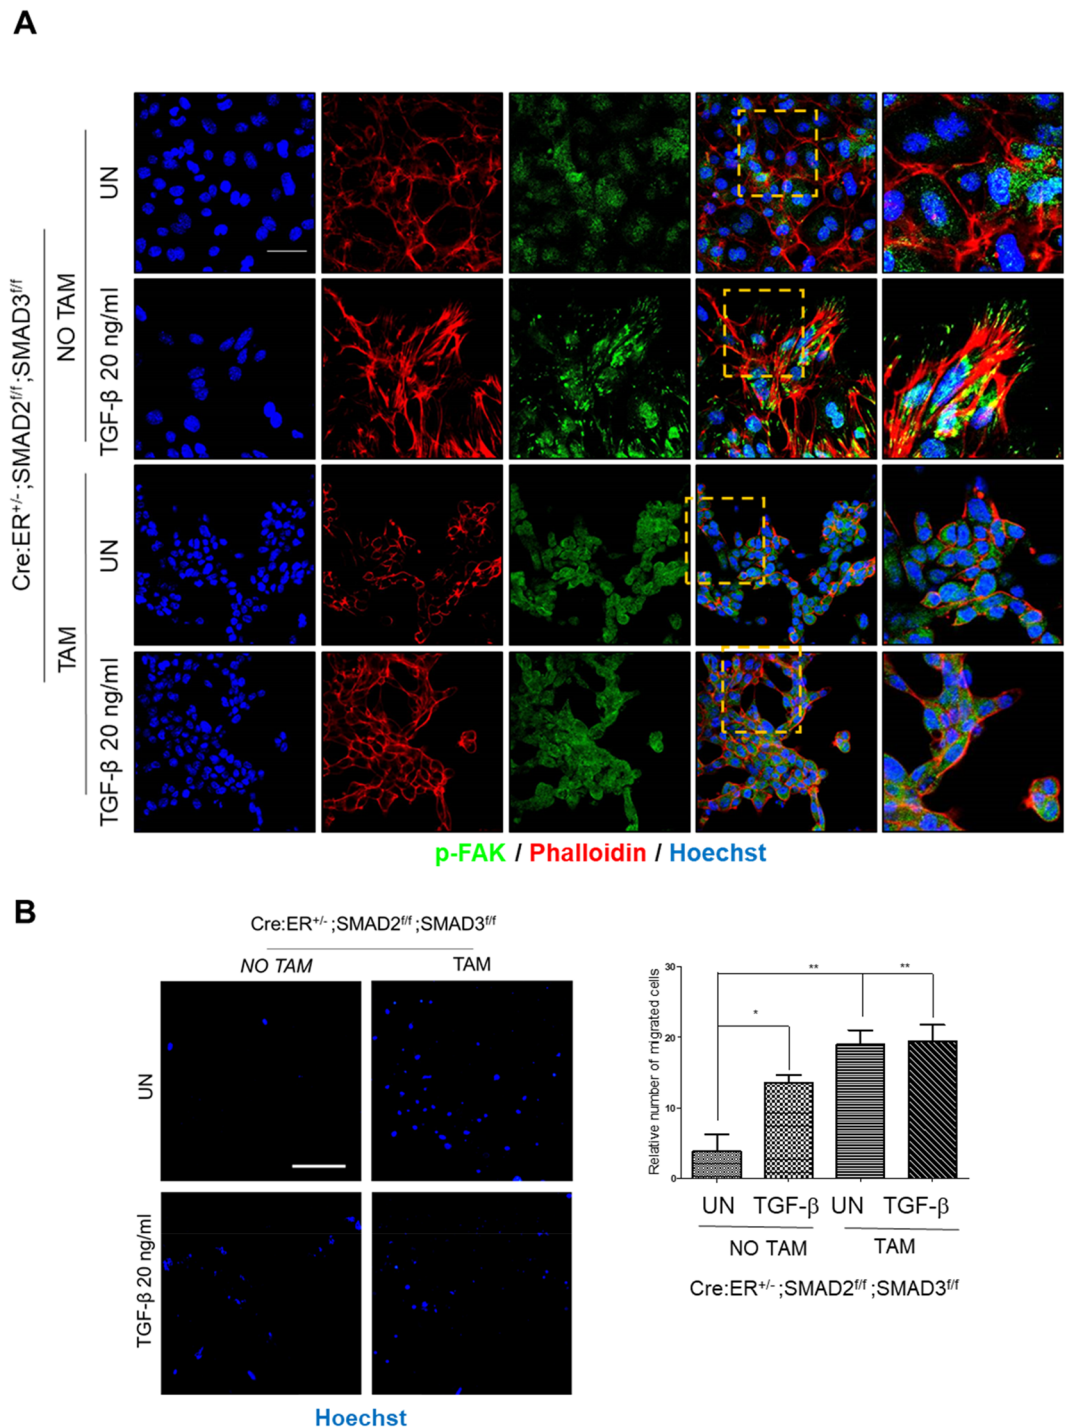 A
Cre:ER+/-;SMAD2f/f;SMAD3f/f
NO TAM
UN
TGF-β 20 ng/ml
TAM
UN
TGF-β 20 ng/ml
p-FAK / Phalloidin / Hoechst
B
Cre:ER+/-;SMAD2f/f;SMAD3f/f
NO TAM TAM
UN
TGF-β 20 ng/ml
Hoechst
Relative number of migrated cells
30
20
10
0
** **
*
UN TGF-β UN TGF-β
NO TAM TAM
Cre:ER+/-;SMAD2f/f;SMAD3f/f